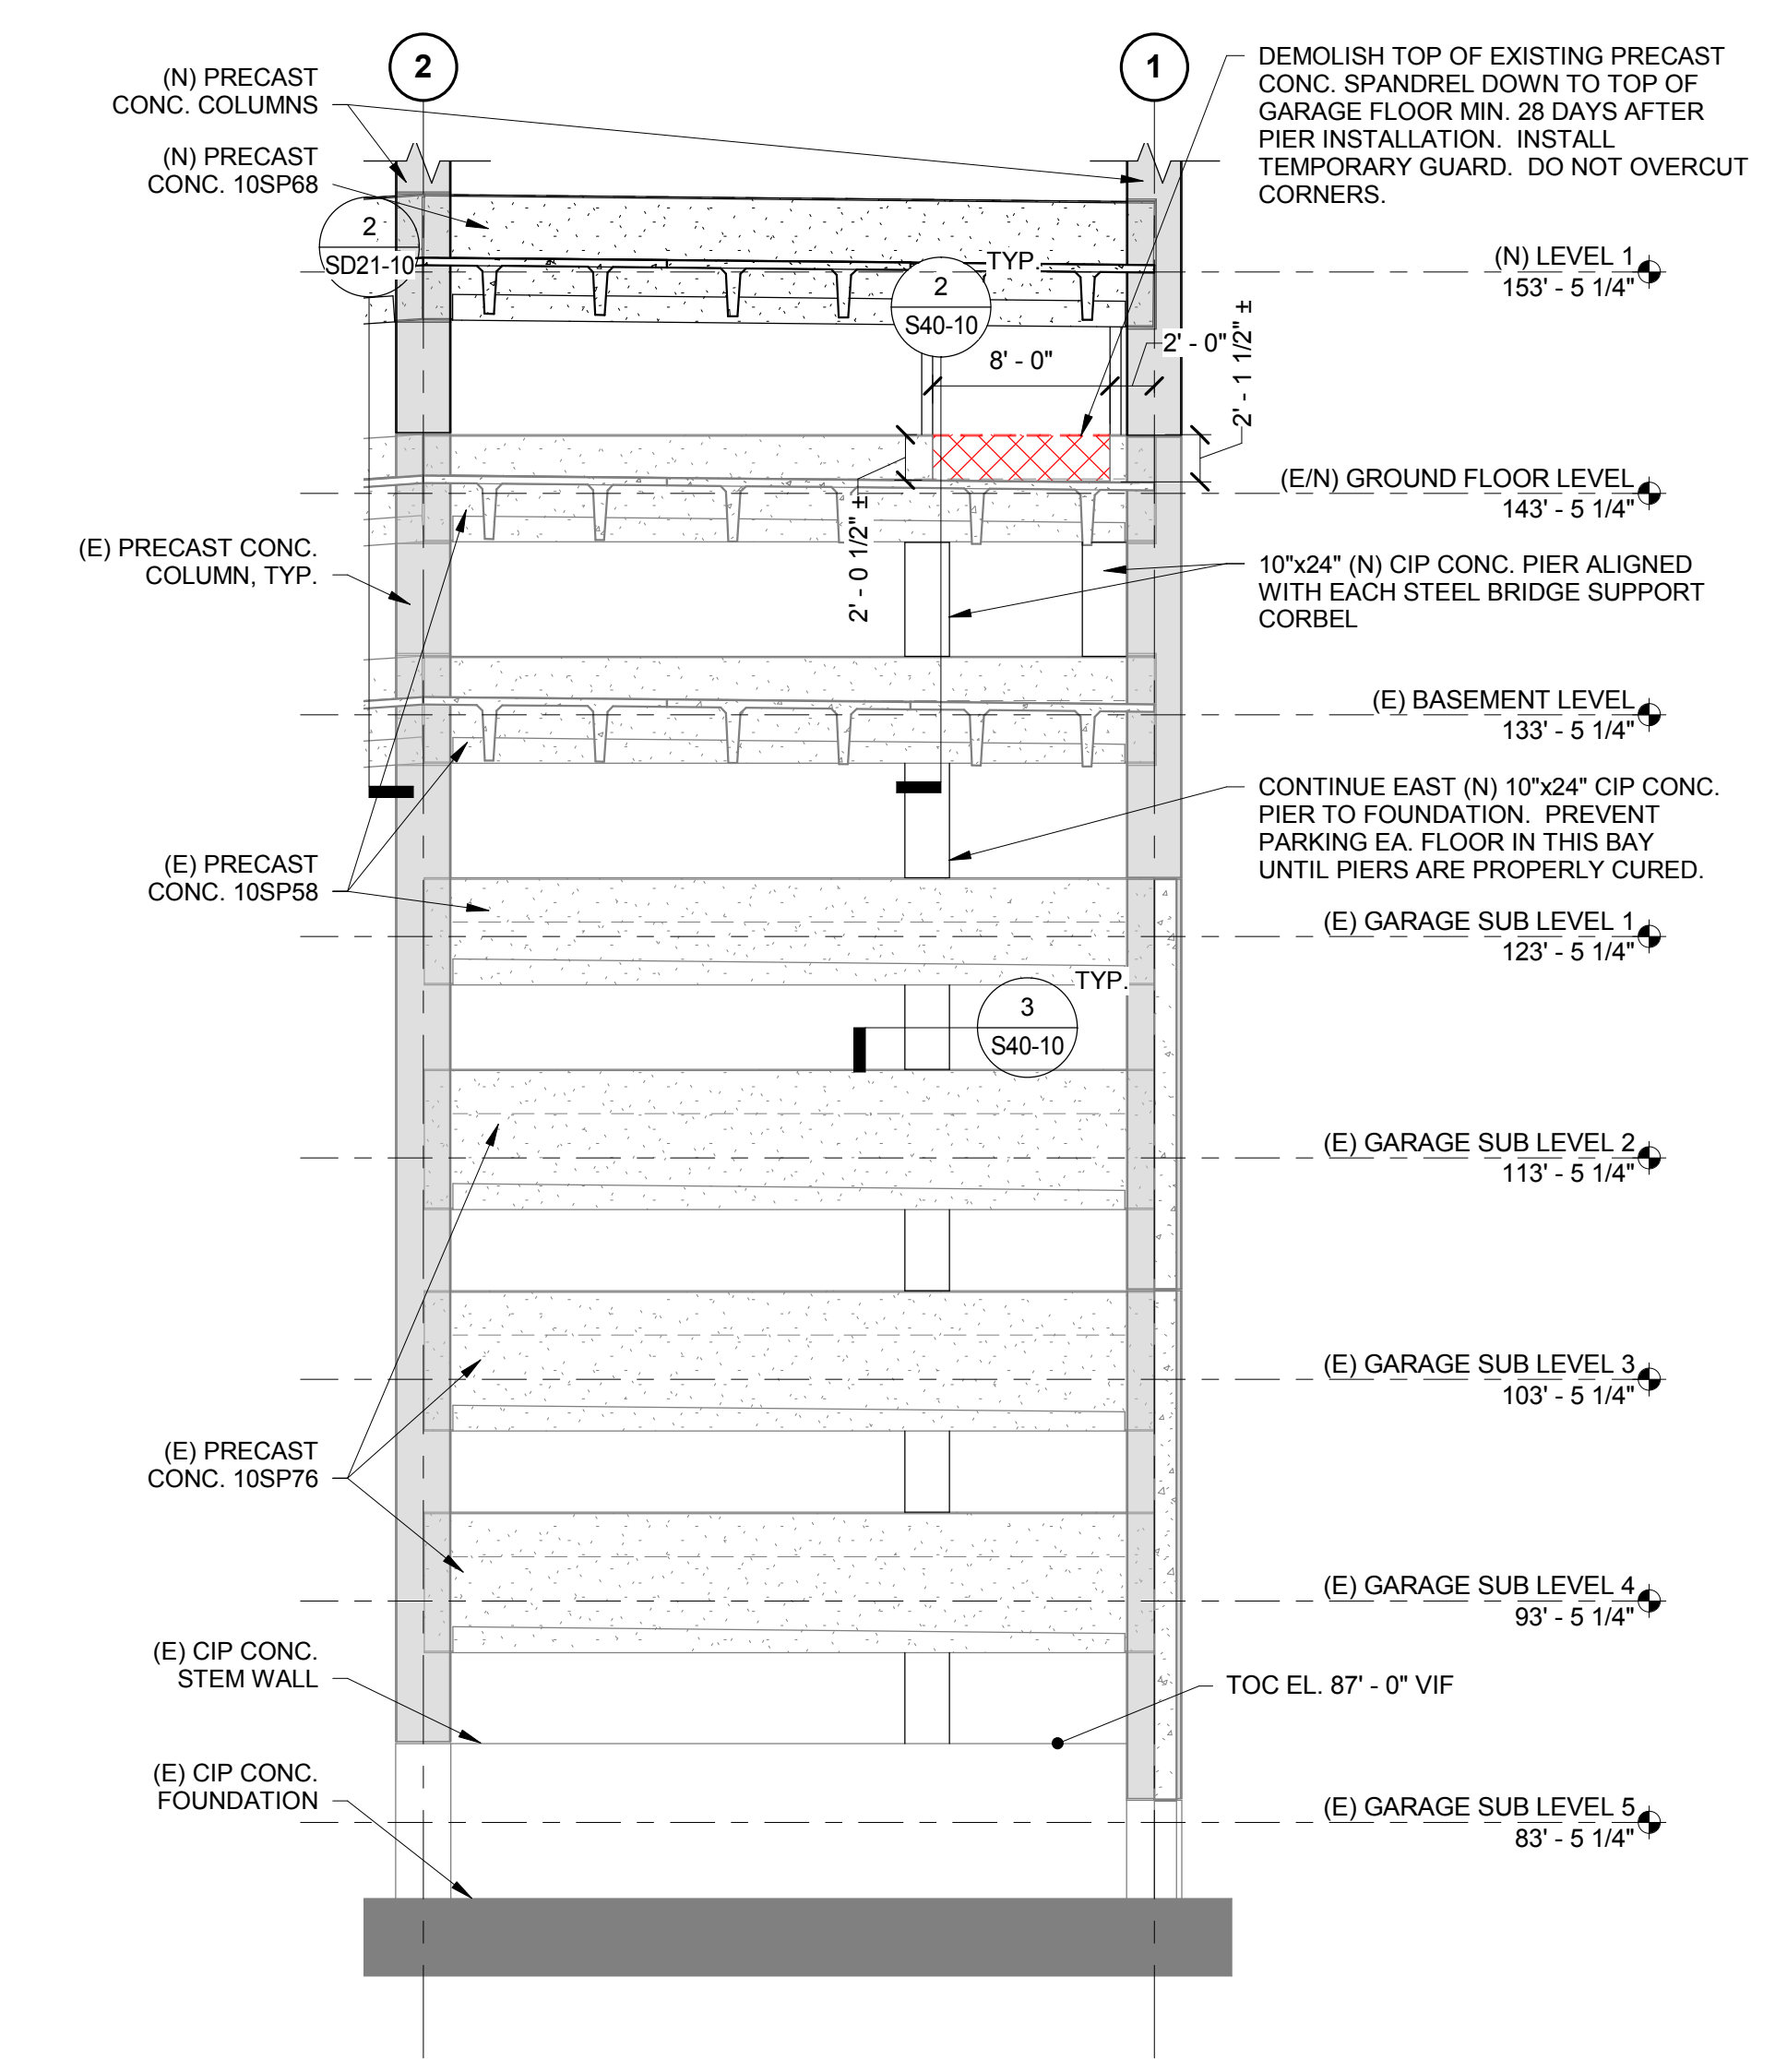 2
1
(N) PRECAST
CONC. COLUMNS
(N) PRECAST
CONC. 10SP68
DEMOLISH TOP OF EXISTING PRECAST
CONC. SPANDREL DOWN TO TOP OF
GARAGE FLOOR MIN. 28 DAYS AFTER
PIER INSTALLATION. INSTALL
TEMPORARY GUARD. DO NOT OVERCUT
CORNERS.
2
SD21-10
TYP.
2
S40-10
(N) LEVEL 1
153' - 5 1/4"
8' - 0"
2' - 0"
2' - 1 1/2" ±
2' - 0 1/2" ±
(E/N) GROUND FLOOR LEVEL
143' - 5 1/4"
(E) PRECAST CONC.
COLUMN, TYP.
10"x24" (N) CIP CONC. PIER ALIGNED
WITH EACH STEEL BRIDGE SUPPORT
CORBEL
(E) BASEMENT LEVEL
133' - 5 1/4"
CONTINUE EAST (N) 10"x24" CIP CONC.
PIER TO FOUNDATION. PREVENT
PARKING EA. FLOOR IN THIS BAY
UNTIL PIERS ARE PROPERLY CURED.
(E) PRECAST
CONC. 10SP58
(E) GARAGE SUB LEVEL 1
123' - 5 1/4"
TYP.
3
S40-10
(E) GARAGE SUB LEVEL 2
113' - 5 1/4"
(E) GARAGE SUB LEVEL 3
103' - 5 1/4"
(E) PRECAST
CONC. 10SP76
(E) GARAGE SUB LEVEL 4
93' - 5 1/4"
(E) CIP CONC.
STEM WALL
TOC EL. 87' - 0" VIF
(E) CIP CONC.
FOUNDATION
(E) GARAGE SUB LEVEL 5
83' - 5 1/4"